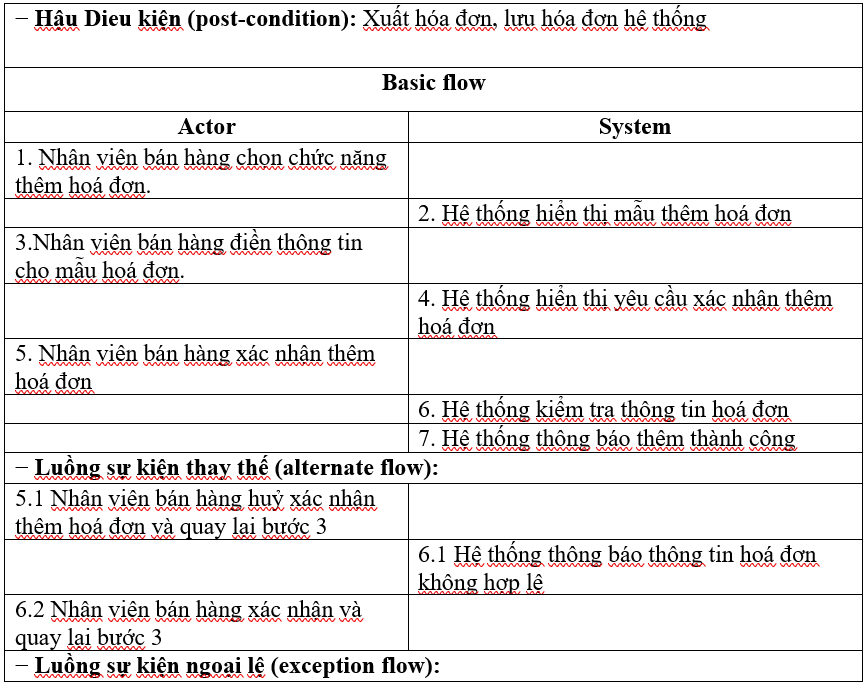 − Hậu Dieu kiện (post-condition): Xuất hóa đơn, lưu hóa đơn hệ thống
Basic flow
Actor
System
1. Nhân viên bán hàng chọn chức năng
thêm hoá đơn.
2. Hệ thống hiển thị mẫu thêm hoá đơn
3.Nhân viên bán hàng điền thông tin
cho mẫu hoá đơn.
4. Hệ thống hiển thị yêu cầu xác nhận thêm
hoá đơn
5. Nhân viên bán hàng xác nhận thêm
hoá đơn
6. Hệ thống kiểm tra thông tin hoá đơn
7. Hệ thống thông báo thêm thành công
− Luồng sự kiện thay thế (alternate flow):
5.1 Nhân viên bán hàng huỷ xác nhận
thêm hoá đơn và quay lại bước 3
6.1 Hệ thống thông báo thông tin hoá đơn
không hợp lệ
6.2 Nhân viên bán hàng xác nhận và
quay lại bước 3
− Luồng sự kiện ngoại lệ (exception flow):